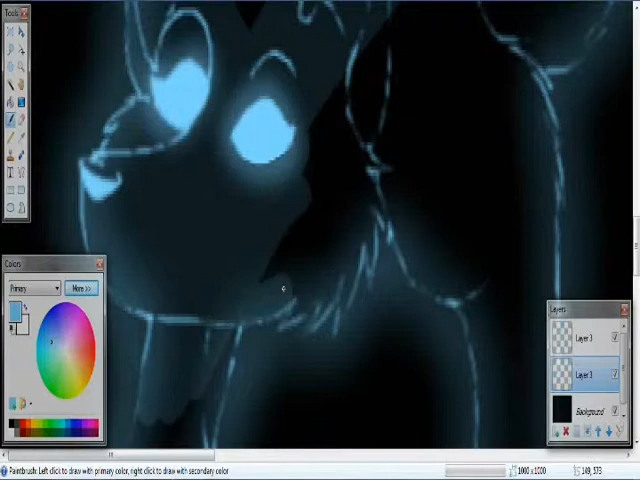 Tools
Colors
Primary
More >>
Layers
Layer 3
Layer 3
Background
Paintbrush: Left click to draw with primary color, right click to draw with secondary color
1000 x 1000
149, 573